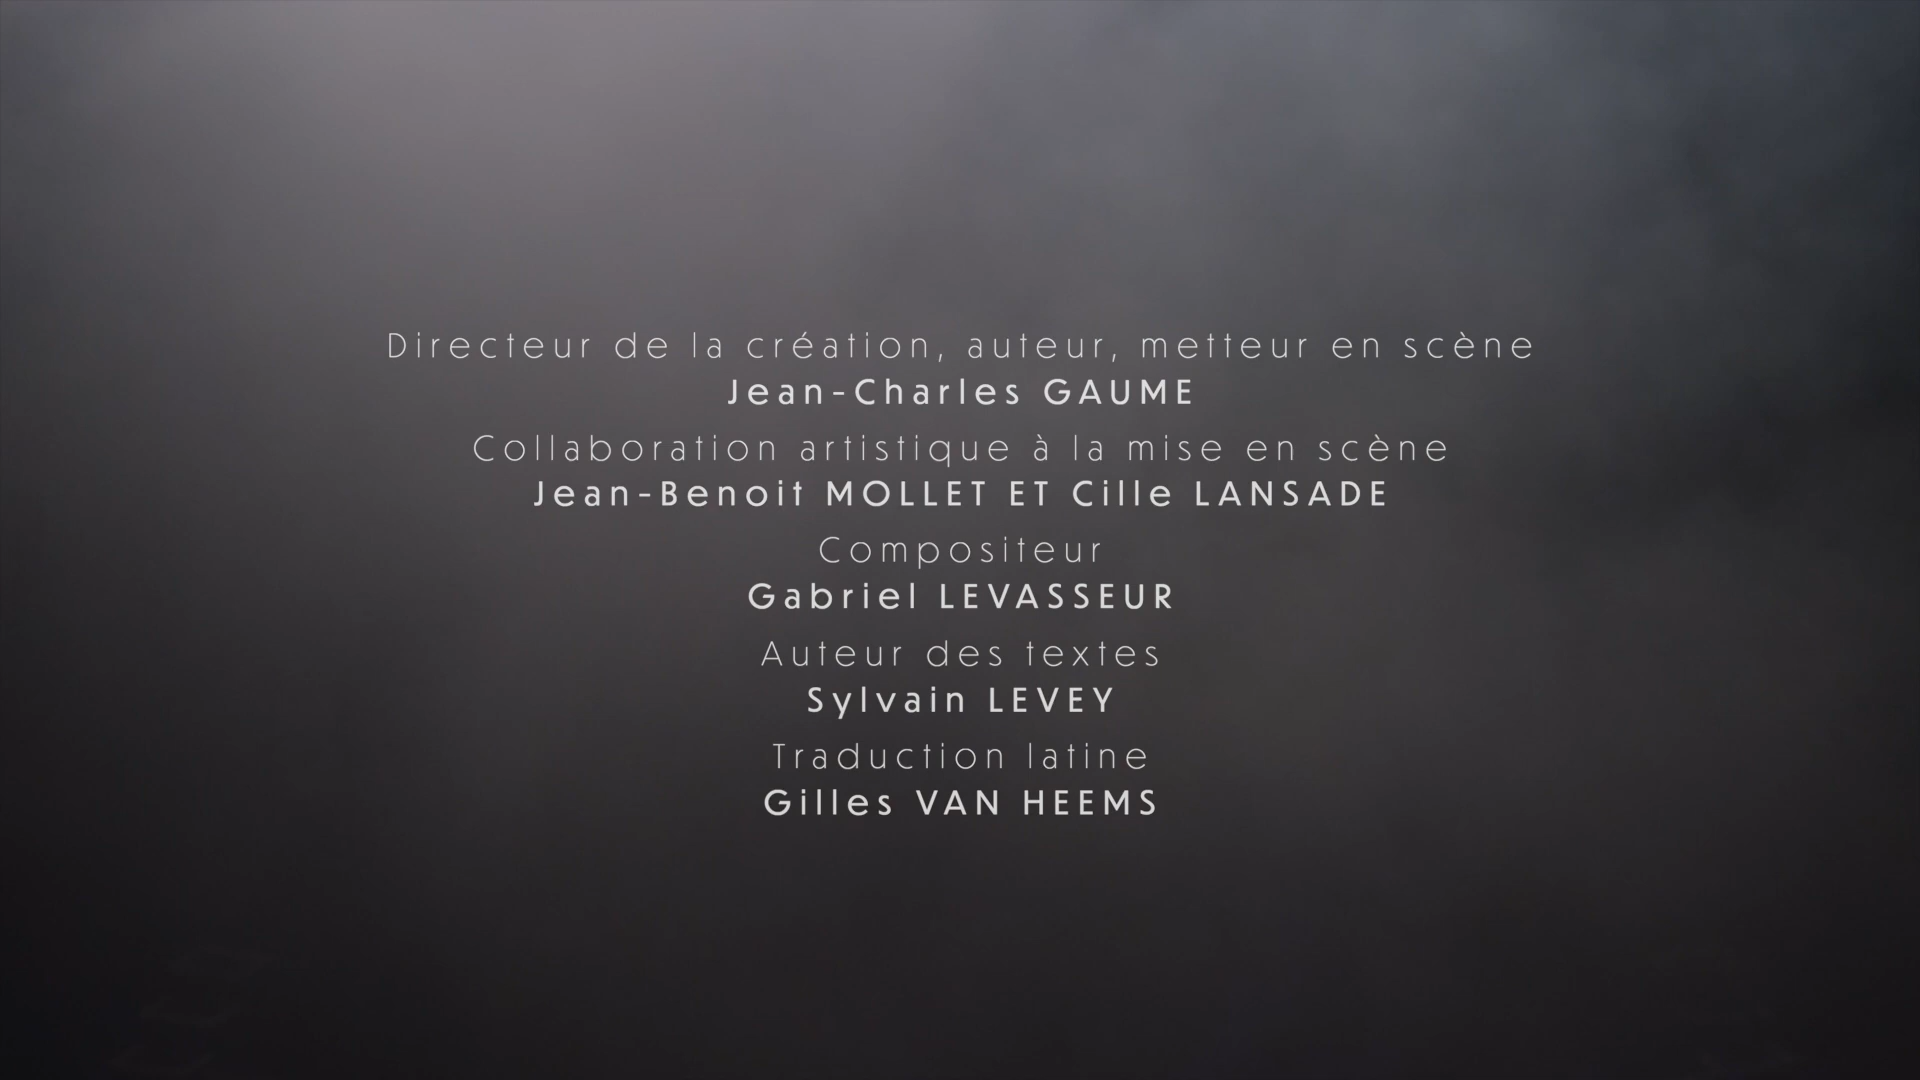 Directeur de la création, auteur, metteur en scène
Jean-Charles GAUME
Collaboration artistique à la mise en scène
Jean-Benoit MOLLET ET Cille LANSADE
Compositeur
Gabriel LEVASSEUR
Auteur des textes
Sylvain LEVEY
Traduction latine
Gilles VAN HEEMS